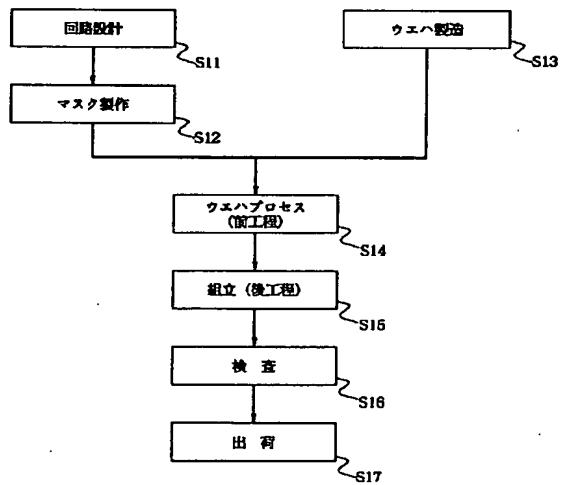 回路設計
S11
ウエハ製造
S13
マスク製作
S12
ウエハプロセス
(前工程)
S14
組立(後工程)
S15
検 査
S16
出 荷
S17